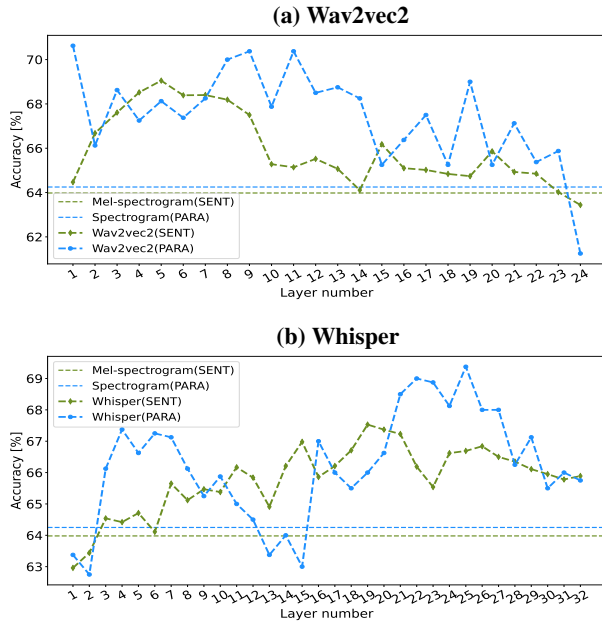 (a) Wav2vec2
Accuracy [%]
70
68
66
64
62
Mel-spectrogram(SENT)
Spectrogram(PARA)
Wav2vec2(SENT)
Wav2vec2(PARA)
1 2 3 4 5 6 7 8 9 10 11 12 13 14 15 16 17 18 19 20 21 22 23 24
Layer number
(b) Whisper
Accuracy [%]
69
68
67
66
65
64
63
Mel-spectrogram(SENT)
Spectrogram(PARA)
Whisper(SENT)
Whisper(PARA)
1 2 3 4 5 6 7 8 9 10 11 12 13 14 15 16 17 18 19 20 21 22 23 24 25 26 27 28 29 30 31 32
Layer number